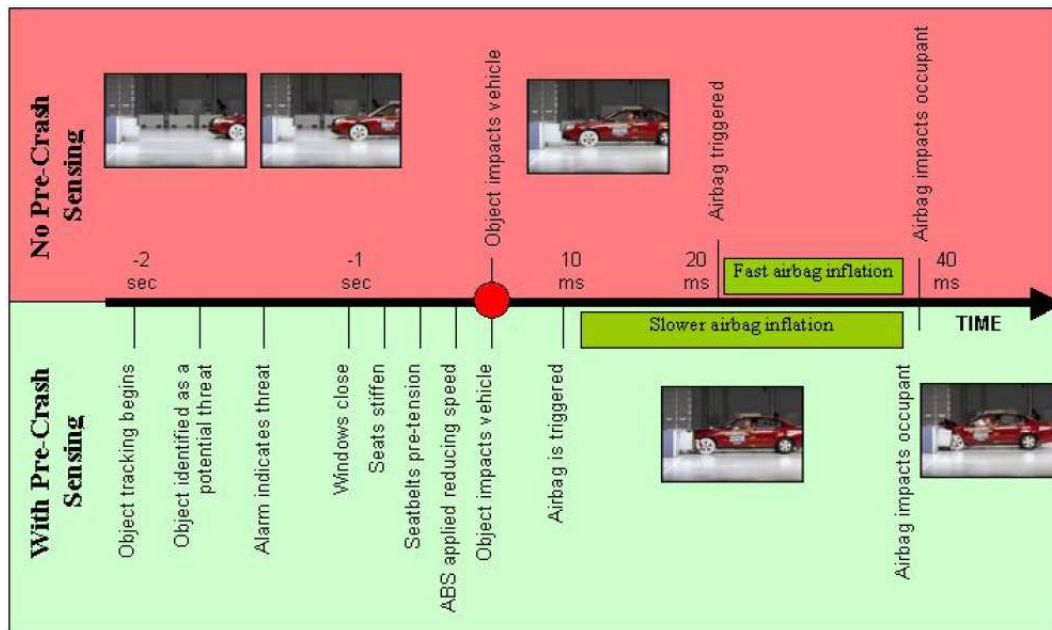 No Pre-Crash
Sensing
Object impacts vehicle
Airbag triggered
Airbag impacts occupant
-2
sec
-1
sec
10
ms
20
ms
40
ms
Fast airbag inflation
Slower airbag inflation
TIME
With Pre-Crash
Sensing
Object tracking begins
Object identified as a
potential threat
Alarm indicates threat
Windows close
Seats stiffen
Seatbelts pre-tension
ABS applied reducing speed
Object impacts vehicle
Airbag is triggered
Airbag impacts occupant